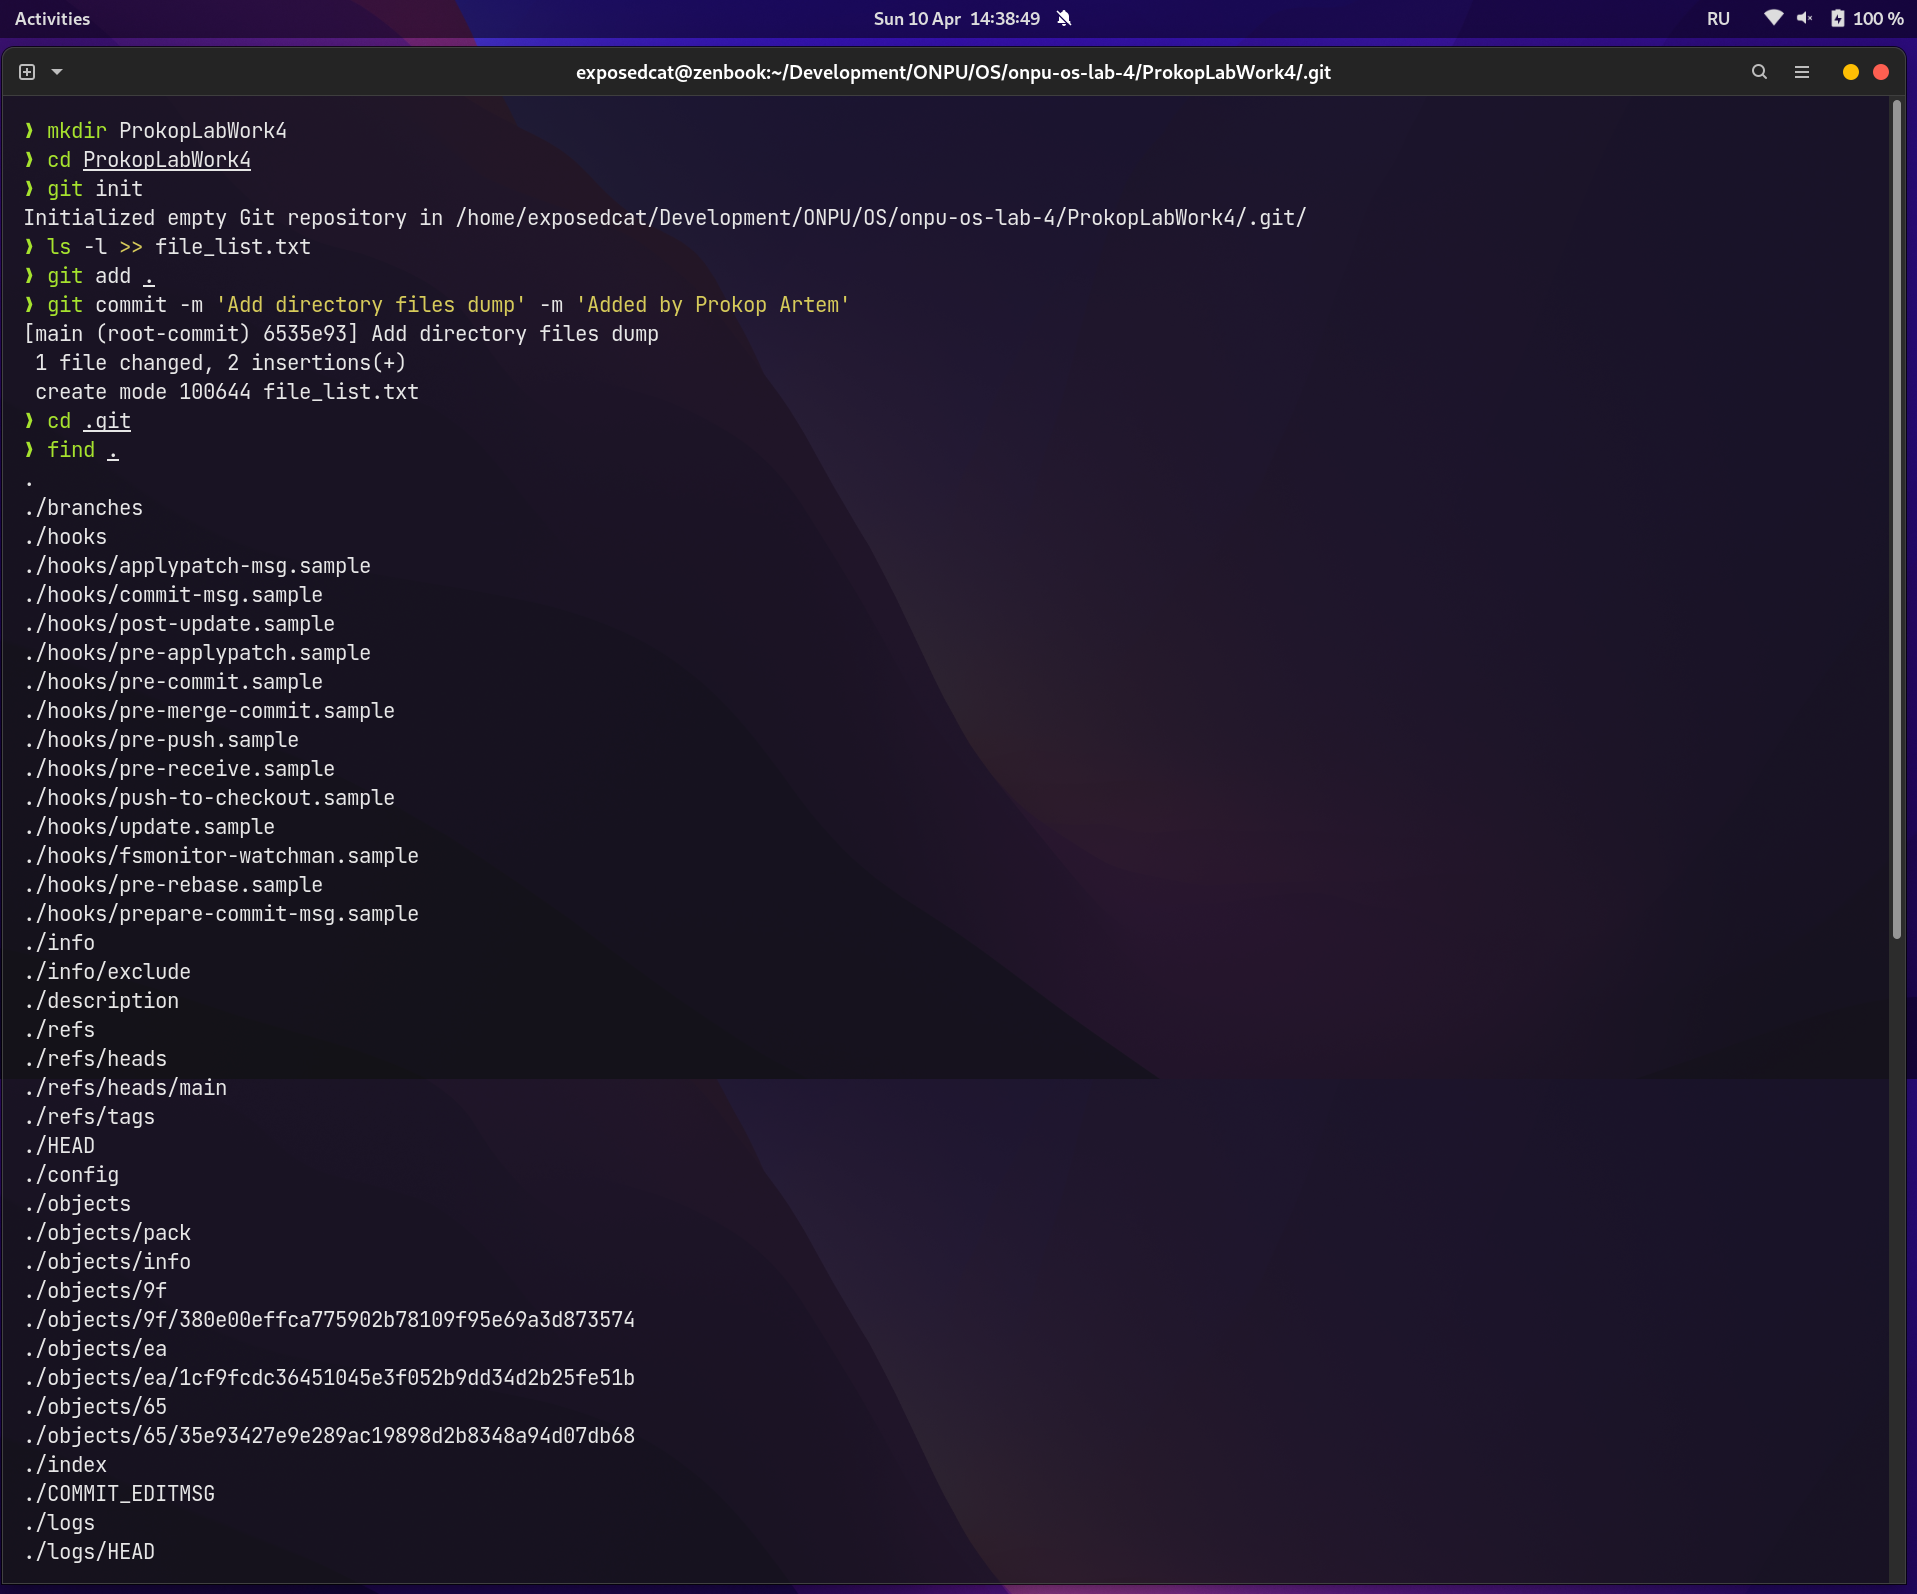 Activities
Sun 10 Apr 14:38:49
RU
100 %
exposedcat@zenbook:~/Development/ONPU/OS/onpu-os-lab-4/ProkopLabWork4/.git
❯ mkdir ProkopLabWork4
❯ cd ProkopLabWork4
❯ git init
Initialized empty Git repository in /home/exposedcat/Development/ONPU/OS/onpu-os-lab-4/ProkopLabWork4/.git/
❯ ls -l >> file_list.txt
❯ git add .
❯ git commit -m 'Add directory files dump' -m 'Added by Prokop Artem'
[main (root-commit) 6535e93] Add directory files dump
 1 file changed, 2 insertions(+)
 create mode 100644 file_list.txt
❯ cd .git
❯ find .
.
./branches
./hooks
./hooks/applypatch-msg.sample
./hooks/commit-msg.sample
./hooks/post-update.sample
./hooks/pre-applypatch.sample
./hooks/pre-commit.sample
./hooks/pre-merge-commit.sample
./hooks/pre-push.sample
./hooks/pre-receive.sample
./hooks/push-to-checkout.sample
./hooks/update.sample
./hooks/fsmonitor-watchman.sample
./hooks/pre-rebase.sample
./hooks/prepare-commit-msg.sample
./info
./info/exclude
./description
./refs
./refs/heads
./refs/heads/main
./refs/tags
./HEAD
./config
./objects
./objects/pack
./objects/info
./objects/9f
./objects/9f/380e00effca775902b78109f95e69a3d873574
./objects/ea
./objects/ea/1cf9fcdc36451045e3f052b9dd34d2b25fe51b
./objects/65
./objects/65/35e93427e9e289ac19898d2b8348a94d07db68
./index
./COMMIT_EDITMSG
./logs
./logs/HEAD